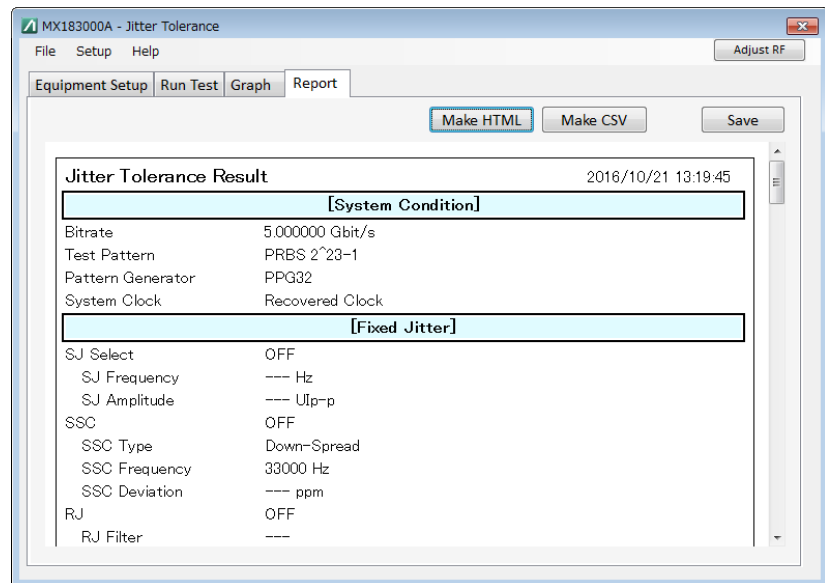 MX183000A - Jitter Tolerance
File Setup Help Adjust RF
Equipment Setup Run Test Graph Report
Make HTML Make CSV Save
Jitter Tolerance Result 2016/10/21 13:19:45
[System Condition]
Bitrate 5.000000 Gbit/s
Test Pattern PRBS 2^23-1
Pattern Generator PPG32
System Clock Recovered Clock
[Fixed Jitter]
SJ Select OFF
SJ Frequency --- Hz
SJ Amplitude --- UIp-p
SSC OFF
SSC Type Down-Spread
SSC Frequency 33000 Hz
SSC Deviation --- ppm
RJ OFF
RJ Filter ---